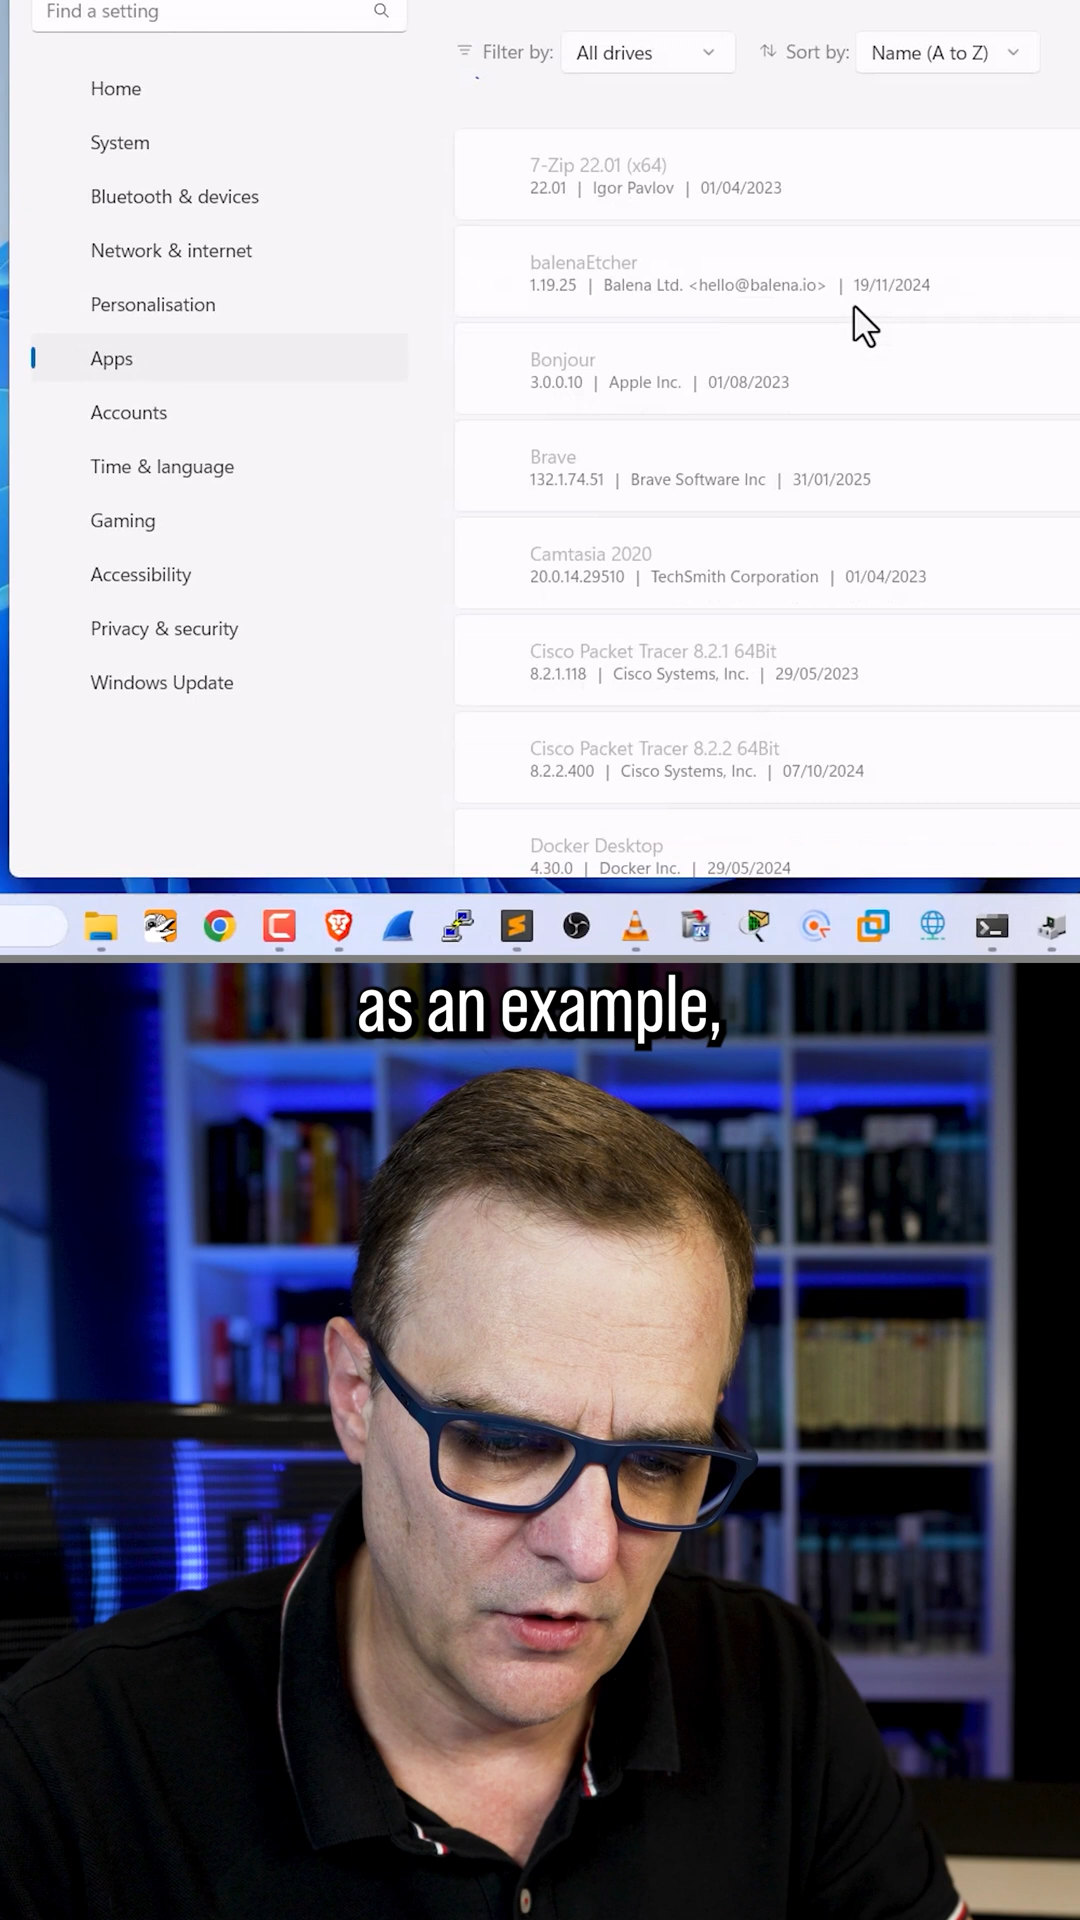 Find a setting
Filter by: All drives Sort by: Name (A to Z)
Home
System
Bluetooth & devices
Network & internet
Personalisation
Apps
Accounts
Time & language
Gaming
Accessibility
Privacy & security
Windows Update
7-Zip 22.01 (x64)
22.01 | Igor Pavlov | 01/04/2023
balenaEtcher
1.19.25 | Balena Ltd. <hello@balena.io> | 19/11/2024
Bonjour
3.0.0.10 | Apple Inc. | 01/08/2023
Brave
132.1.74.51 | Brave Software Inc | 31/01/2025
Camtasia 2020
20.0.14.29510 | TechSmith Corporation | 01/04/2023
Cisco Packet Tracer 8.2.1 64Bit
8.2.1.118 | Cisco Systems, Inc. | 29/05/2023
Cisco Packet Tracer 8.2.2 64Bit
8.2.2.400 | Cisco Systems, Inc. | 07/10/2024
Docker Desktop
4.30.0 | Docker Inc. | 29/05/2024
as an example,